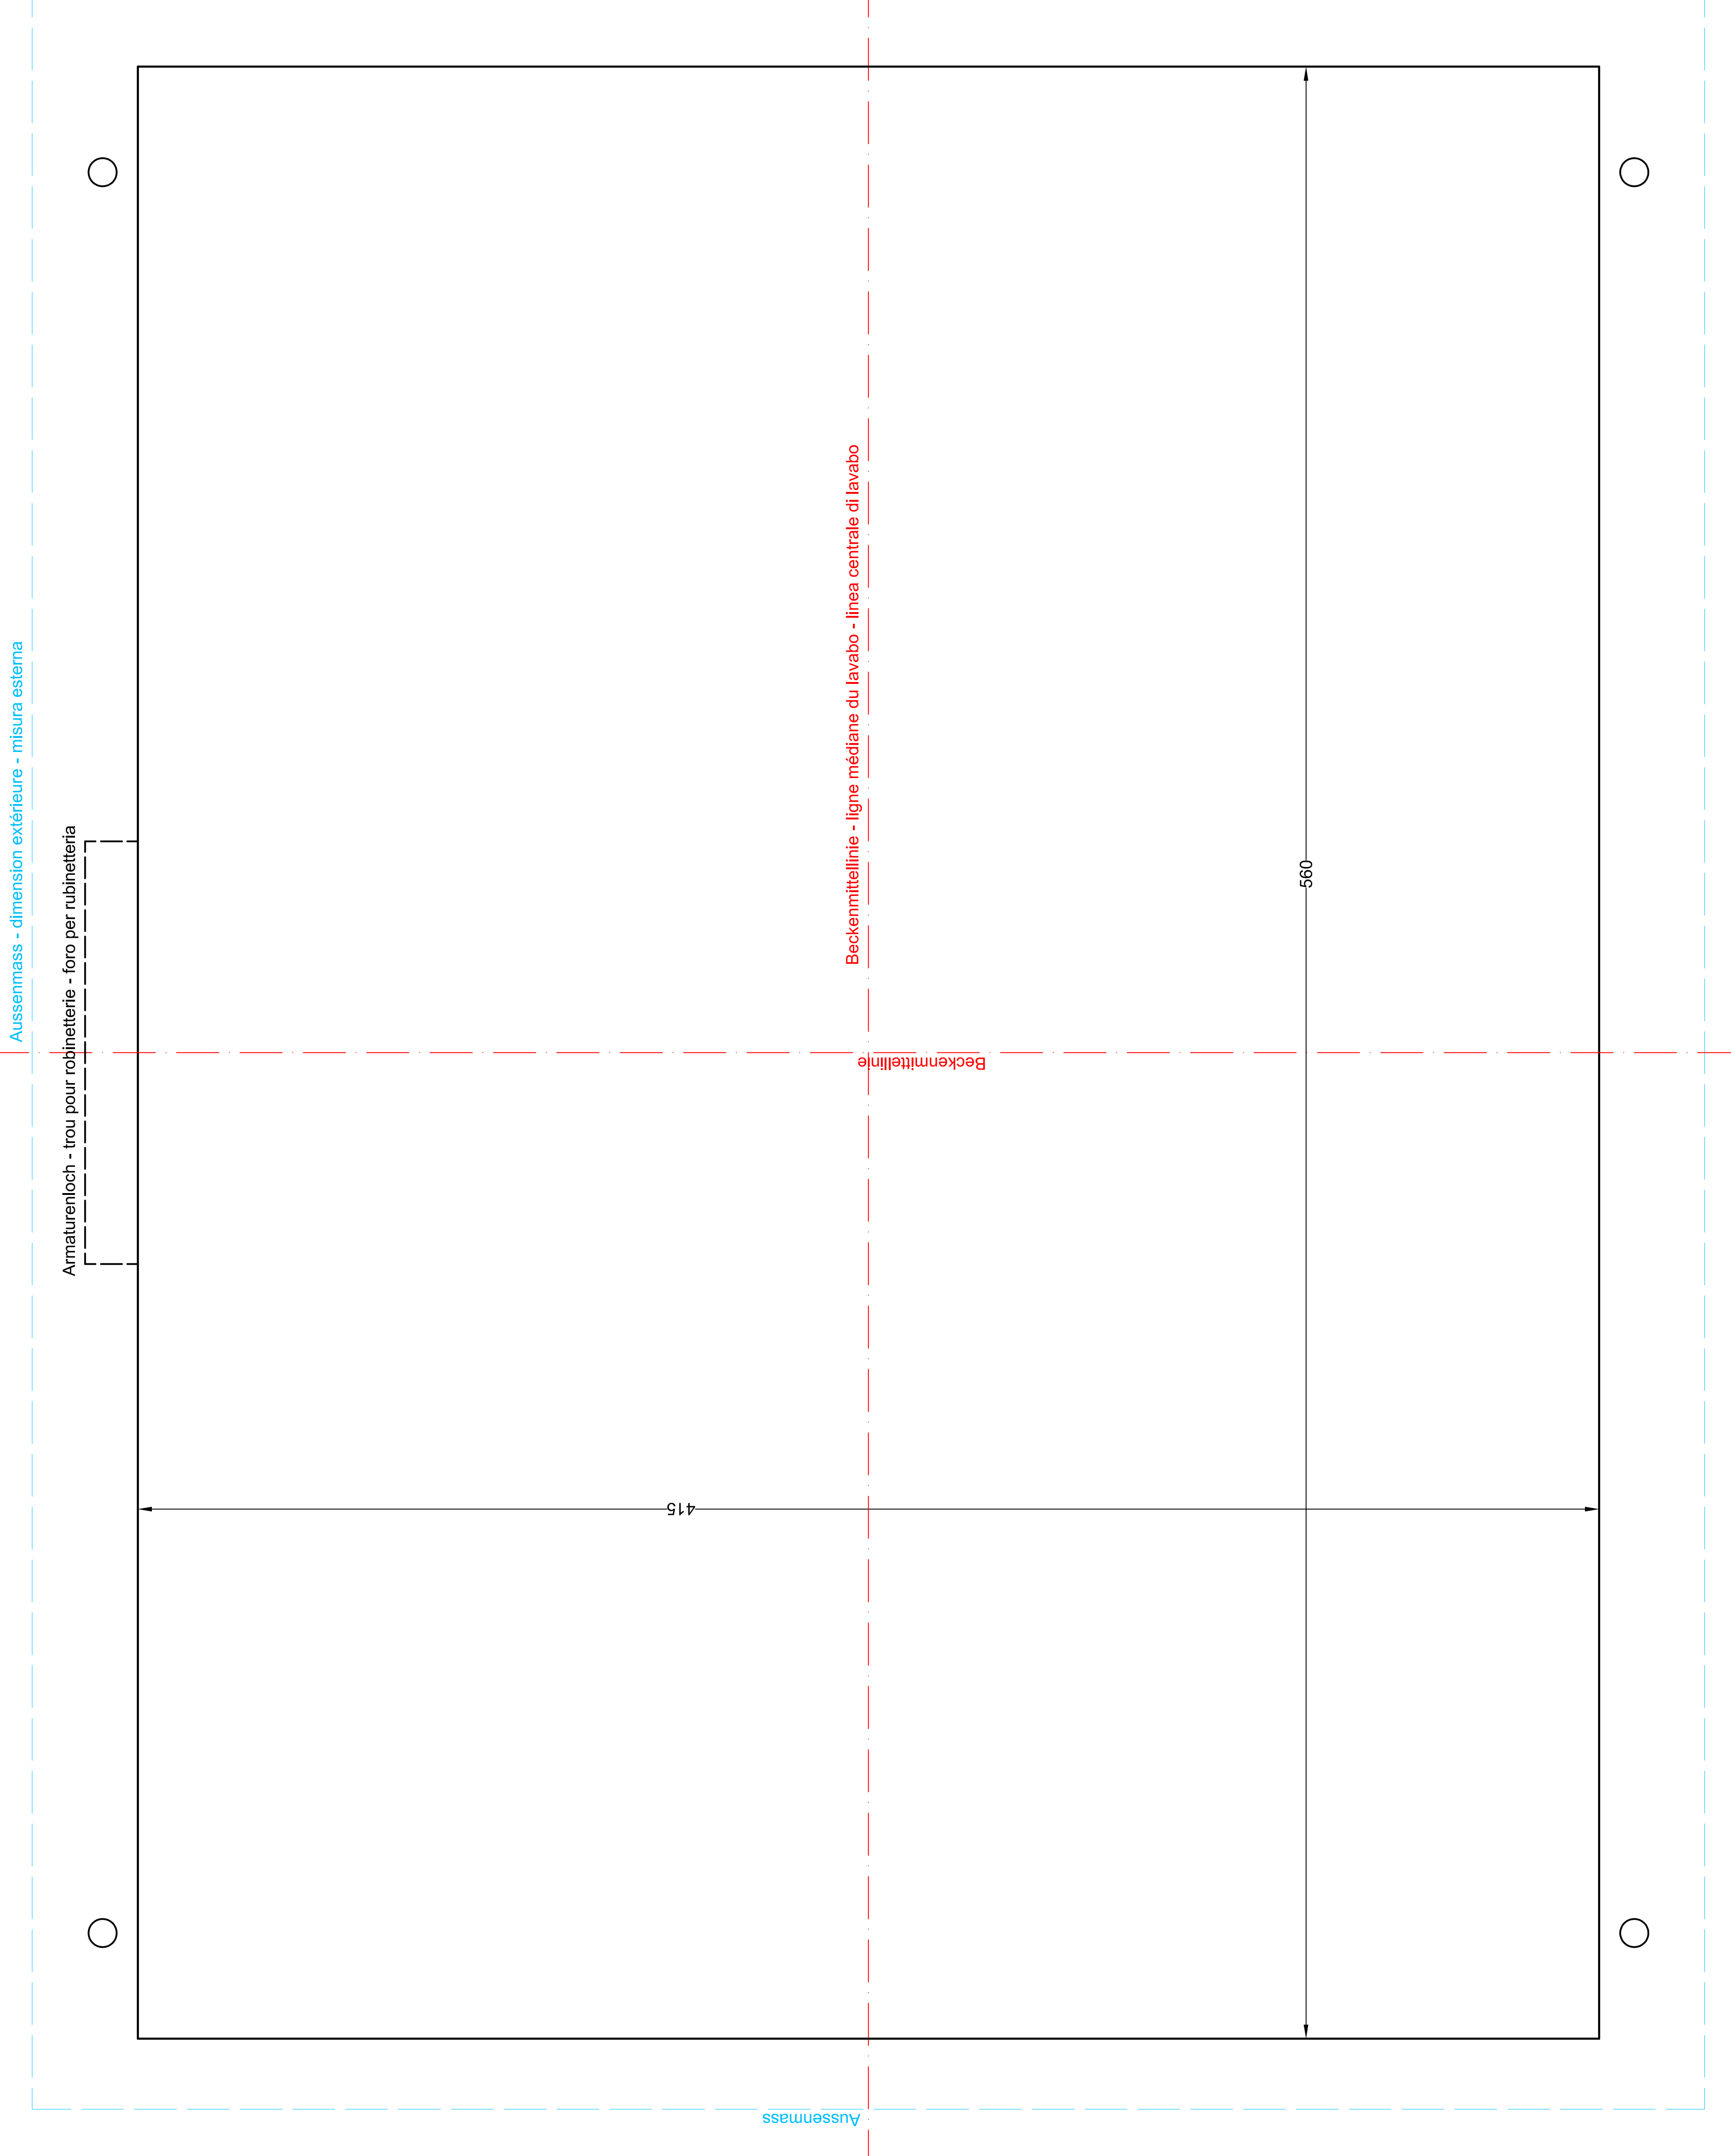 Aussenmass - dimension extérieure - misura esterna
Armaturenloch - trou pour robinetterie - foro per rubinetteria
Beckenmittellinie - ligne médiane du lavabo - linea centrale di lavabo
560
Beckenmittellinie
415
Aussenmass